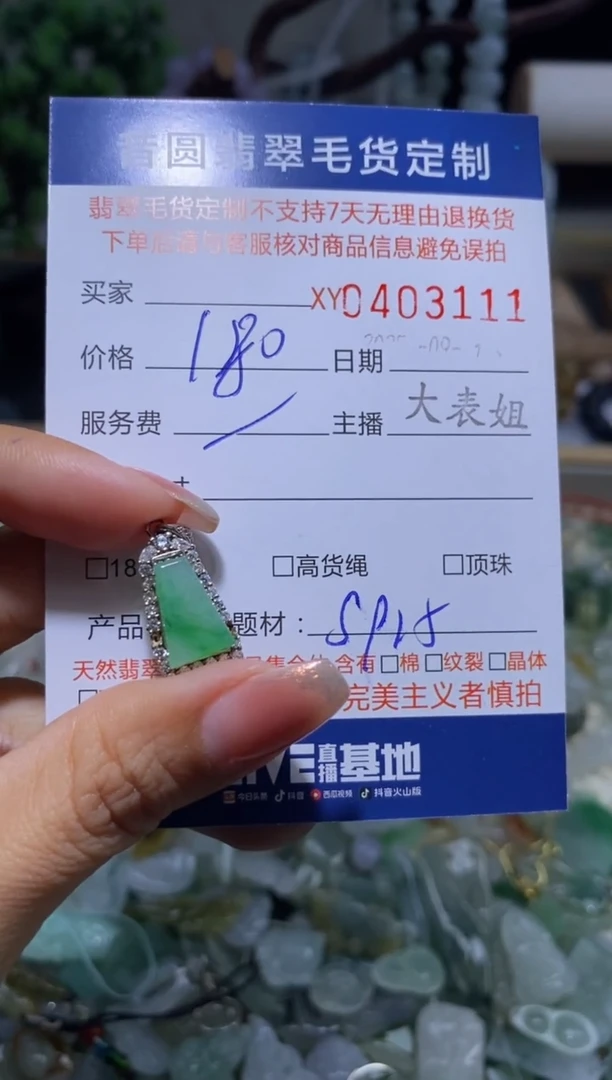 圆翡翠毛货定制
翡翠毛货定制不支持7天无理由退换货
下单后请与客服核对商品信息避免误拍
买家 XY0403111
价格 180 日期
服务费 主播 大表姐
□18 □高货绳 □顶珠
产品 题材：
天然翡翠 含有 □棉 □纹裂 □晶体
完美主义者慎拍
LIVE 直播 基地
今日头条 抖音 西瓜视频 抖音火山版